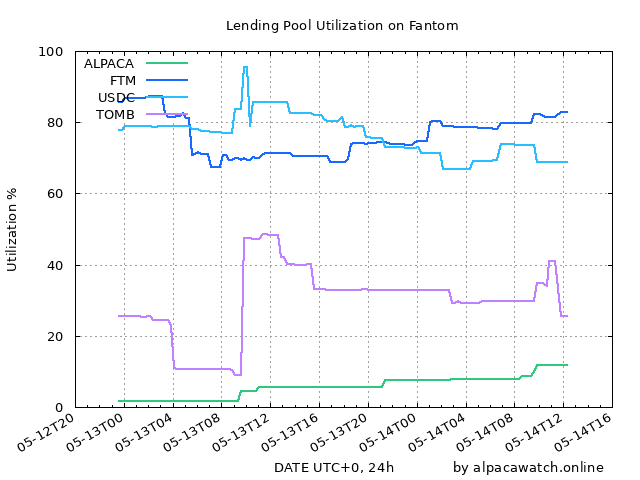 Lending Pool Utilization on Fantom
ALPACA
FTM
USDC
TOMB
Utilization %
100
80
60
40
20
0
05-12T20
05-13T00
05-13T04
05-13T08
05-13T12
05-13T16
05-13T20
05-14T00
05-14T04
05-14T08
05-14T12
05-14T16
DATE UTC+0, 24h
by alpacawatch.online